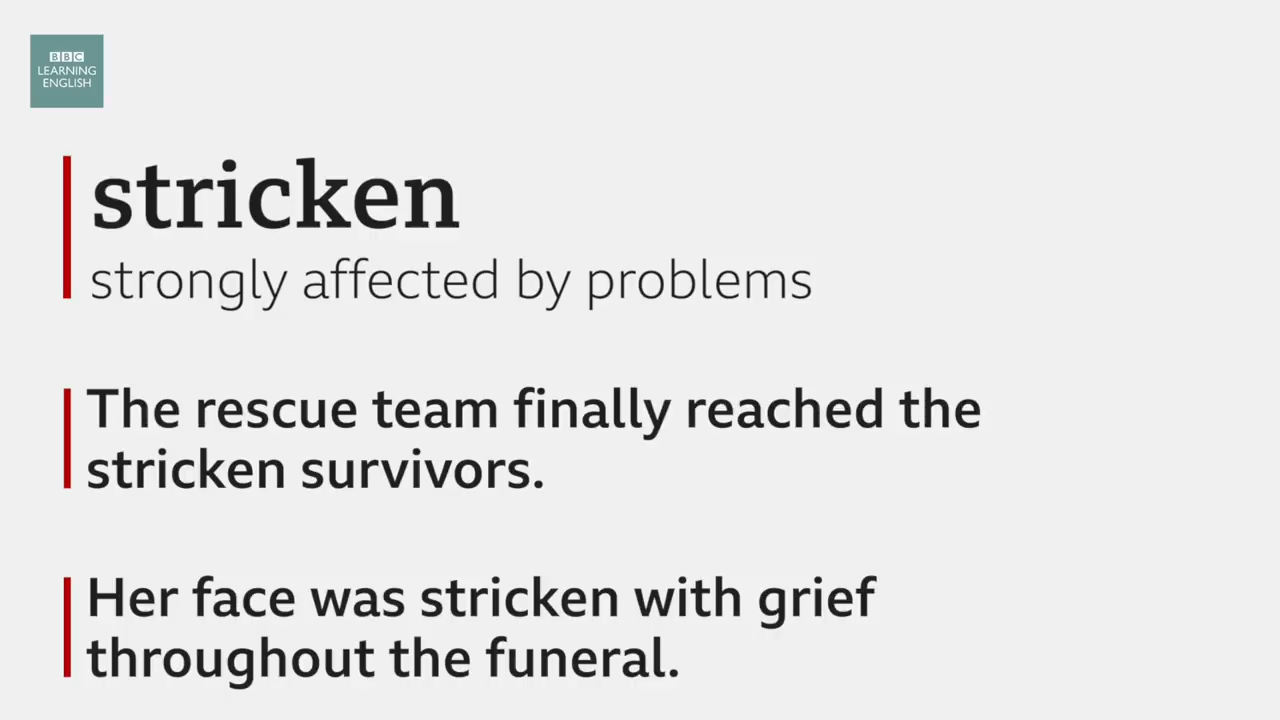 BBC
LEARNING
ENGLISH
stricken
strongly affected by problems
The rescue team finally reached the
stricken survivors.
Her face was stricken with grief
throughout the funeral.